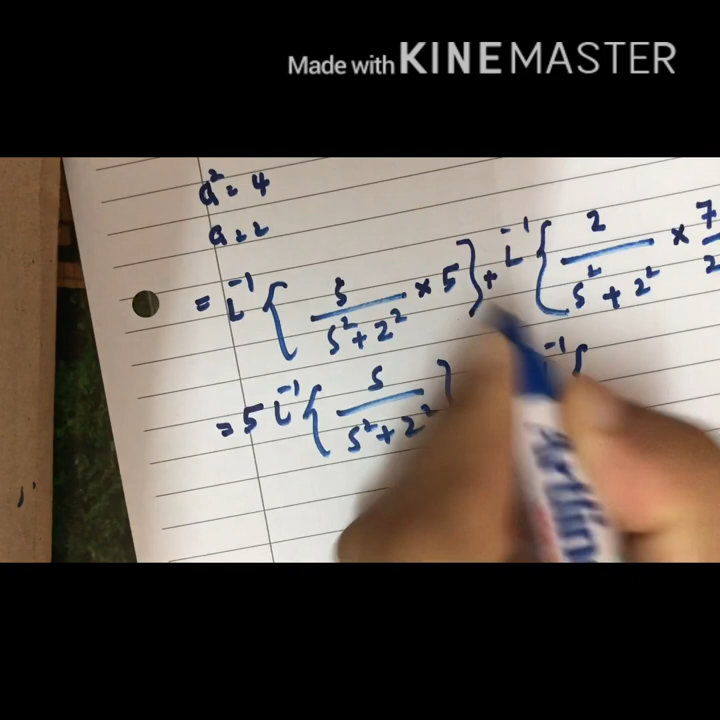 Made with KINEMASTER
a² = 4
a = 2
= L⁻¹ { s/(s² + 2²) × 5 } + L⁻¹ { 2/(s² + 2²) × 7/2
= 5 L⁻¹ { s/(s² + 2²) } L⁻¹ {